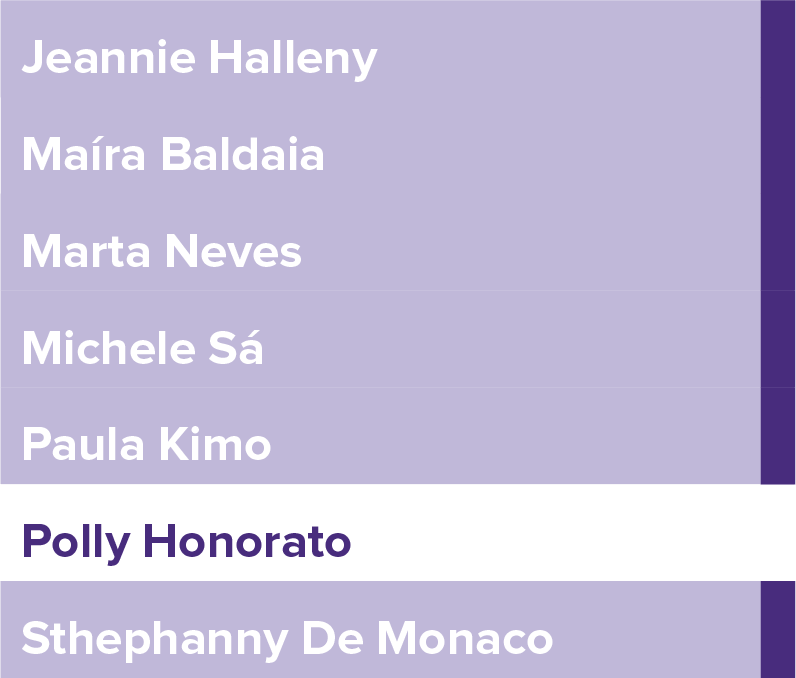 Jeannie Halleny
Maíra Baldaia
Marta Neves
Michele Sá
Paula Kimo
Polly Honorato
Sthephanny De Monaco